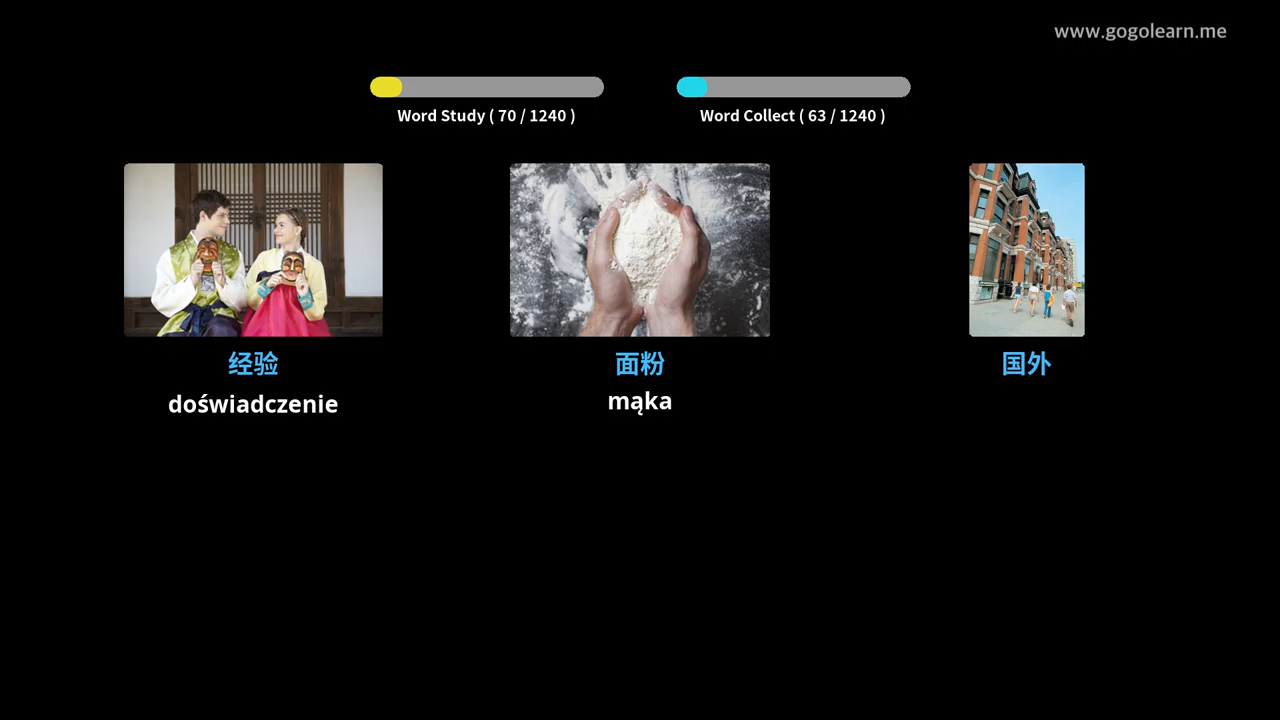 www.gogolearn.me
Word Study ( 70 / 1240 )
Word Collect ( 63 / 1240 )
经验
面粉
国外
doświadczenie
mąka